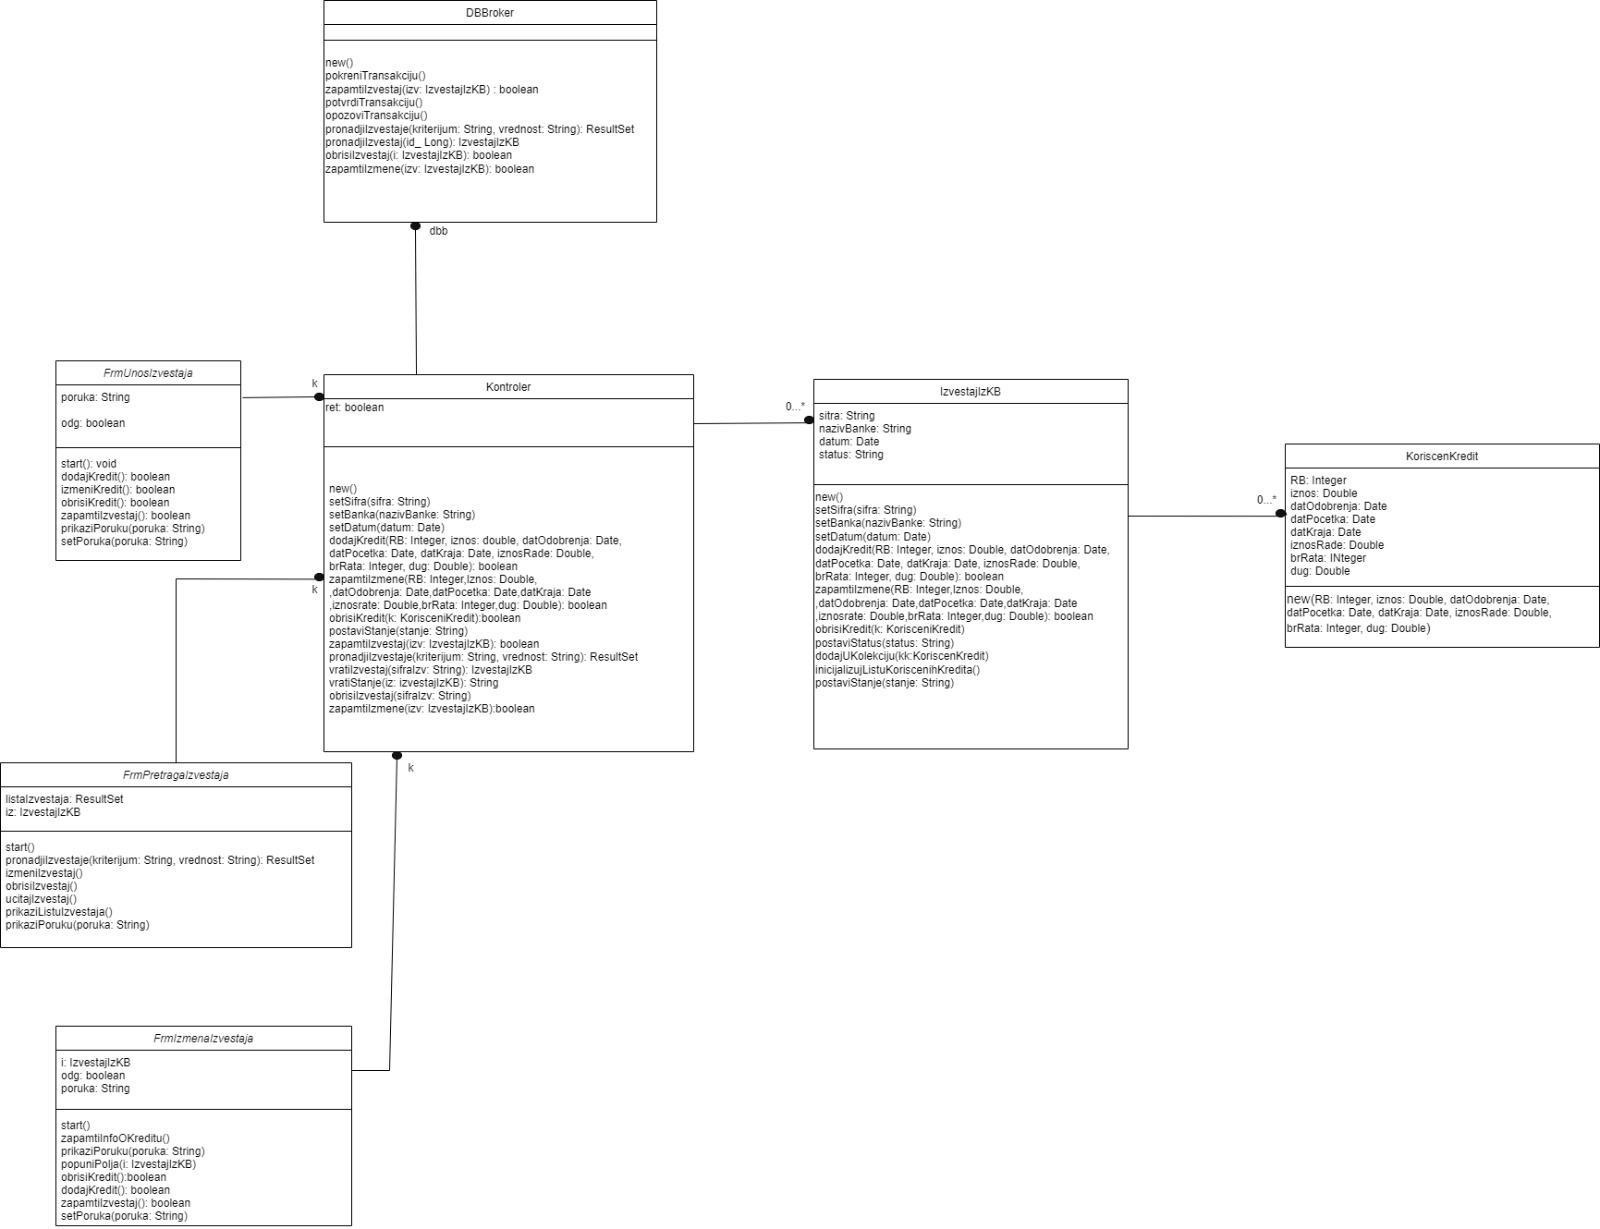 DBBroker
new()
pokreniTransakciju()
zapamtiIzvestaj(izv: IzvestajIzKB) : boolean
potvrdiTransakciju()
opozoviTransakciju()
pronadjiIzvestaje(kriterijum: String, vrednost: String): ResultSet
pronadjiIzvestaj(id_ Long): IzvestajIzKB
obrisiIzvestaj(i: IzvestajIzKB): boolean
zapamtiIzmene(izv: IzvestajIzKB): boolean
dbb
FrmUnosIzvestaja
poruka: String
odg: boolean
start(): void
dodajKredit(): boolean
izmeniKredit(): boolean
obrisiKredit(): boolean
zapamtiIzvestaj(): boolean
prikaziPoruku(poruka: String)
setPoruka(poruka: String)
k
k
Kontroler
ret: boolean
new()
setSifra(sifra: String)
setBanka(nazivBanke: String)
setDatum(datum: Date)
dodajKredit(RB: Integer, iznos: double, datOdobrenja: Date,
datPocetka: Date, datKraja: Date, iznosRade: Double,
brRata: Integer, dug: Double): boolean
zapamtiIzmene(RB: Integer,Iznos: Double,
,datOdobrenja: Date,datPocetka: Date,datKraja: Date
,iznosrate: Double,brRata: Integer,dug: Double): boolean
obrisiKredit(k: KorisceniKredit):boolean
postaviStanje(stanje: String)
zapamtiIzvestaj(izv: IzvestajIzKB): boolean
pronadjiIzvestaje(kriterijum: String, vrednost: String): ResultSet
vratiIzvestaj(sifraIzv: String): IzvestajIzKB
vratiStanje(iz: izvestajIzKB): String
obrisiIzvestaj(sifraIzv: String)
zapamtiIzmene(izv: IzvestajIzKB):boolean
k
0...*
IzvestajIzKB
sitra: String
nazivBanke: String
datum: Date
status: String
new()
setSifra(sifra: String)
setBanka(nazivBanke: String)
setDatum(datum: Date)
dodajKredit(RB: Integer, iznos: Double, datOdobrenja: Date,
datPocetka: Date, datKraja: Date, iznosRade: Double,
brRata: Integer, dug: Double): boolean
zapamtiIzmene(RB: Integer,Iznos: Double,
,datOdobrenja: Date,datPocetka: Date,datKraja: Date
,iznosrate: Double,brRata: Integer,dug: Double): boolean
obrisiKredit(k: KorisceniKredit)
postaviStatus(status: String)
dodajUKolekciju(kk:KoriscenKredit)
inicijalizujListuKoriscenihKredita()
postaviStanje(stanje: String)
0...*
KoriscenKredit
RB: Integer
iznos: Double
datOdobrenja: Date
datPocetka: Date
datKraja: Date
iznosRade: Double
brRata: INteger
dug: Double
new(RB: Integer, iznos: Double, datOdobrenja: Date,
datPocetka: Date, datKraja: Date, iznosRade: Double,
brRata: Integer, dug: Double)
FrmPretragaIzvestaja
listaIzvestaja: ResultSet
iz: IzvestajIzKB
start()
pronadjiIzvestaje(kriterijum: String, vrednost: String): ResultSet
izmeniIzvestaj()
obrisiIzvestaj()
ucitajIzvestaj()
prikaziListuIzvestaja()
prikaziPoruku(poruka: String)
FrmIzmenaIzvestaja
i: IzvestajIzKB
odg: boolean
poruka: String
start()
zapamtiInfoOKreditu()
prikaziPoruku(poruka: String)
popuniPolja(i: IzvestajIzKB)
obrisiKredit():boolean
dodajKredit(): boolean
zapamtiIzvestaj(): boolean
setPoruka(poruka: String)